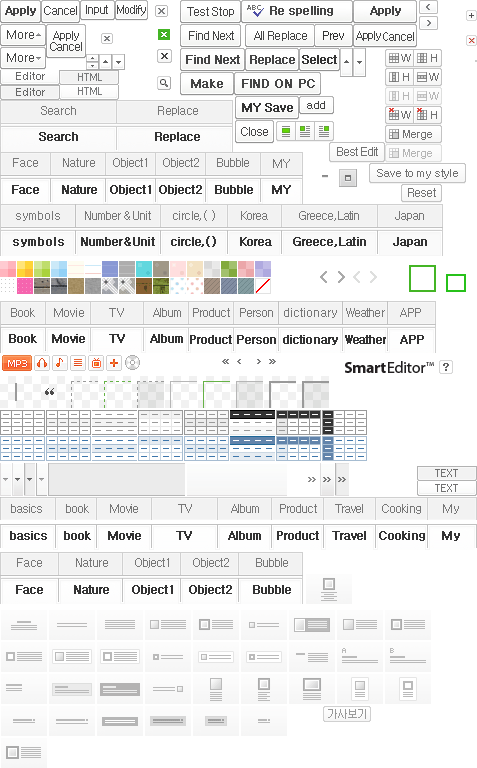 Apply Cancel Input Modify Test Stop ABC Re spelling Apply
More Apply Cancel Find Next All Replace Prev Apply Cancel
More Find Next Replace Select W H
Editor HTML W H
Editor HTML Make FIND ON PC W H
Search Replace MY Save add W H
Search Replace Close Merge
Best Edit Merge
Face Nature Object1 Object2 Bubble MY
Save to my style
Face Nature Object1 Object2 Bubble MY
Reset
symbols Number & Unit circle,( ) Korea Greece,Latin Japan
symbols Number&Unit circle,() Korea Greece,Latin Japan
Book Movie TV Album Product Person dictionary Weather APP
Book Movie TV Album Product Person dictionary Weather APP
MP3 SmartEditor™ ?
TEXT
TEXT
basics book Movie TV Album Product Travel Cooking My
basics book Movie TV Album Product Travel Cooking My
Face Nature Object1 Object2 Bubble
Face Nature Object1 Object2 Bubble
A B
가사보기